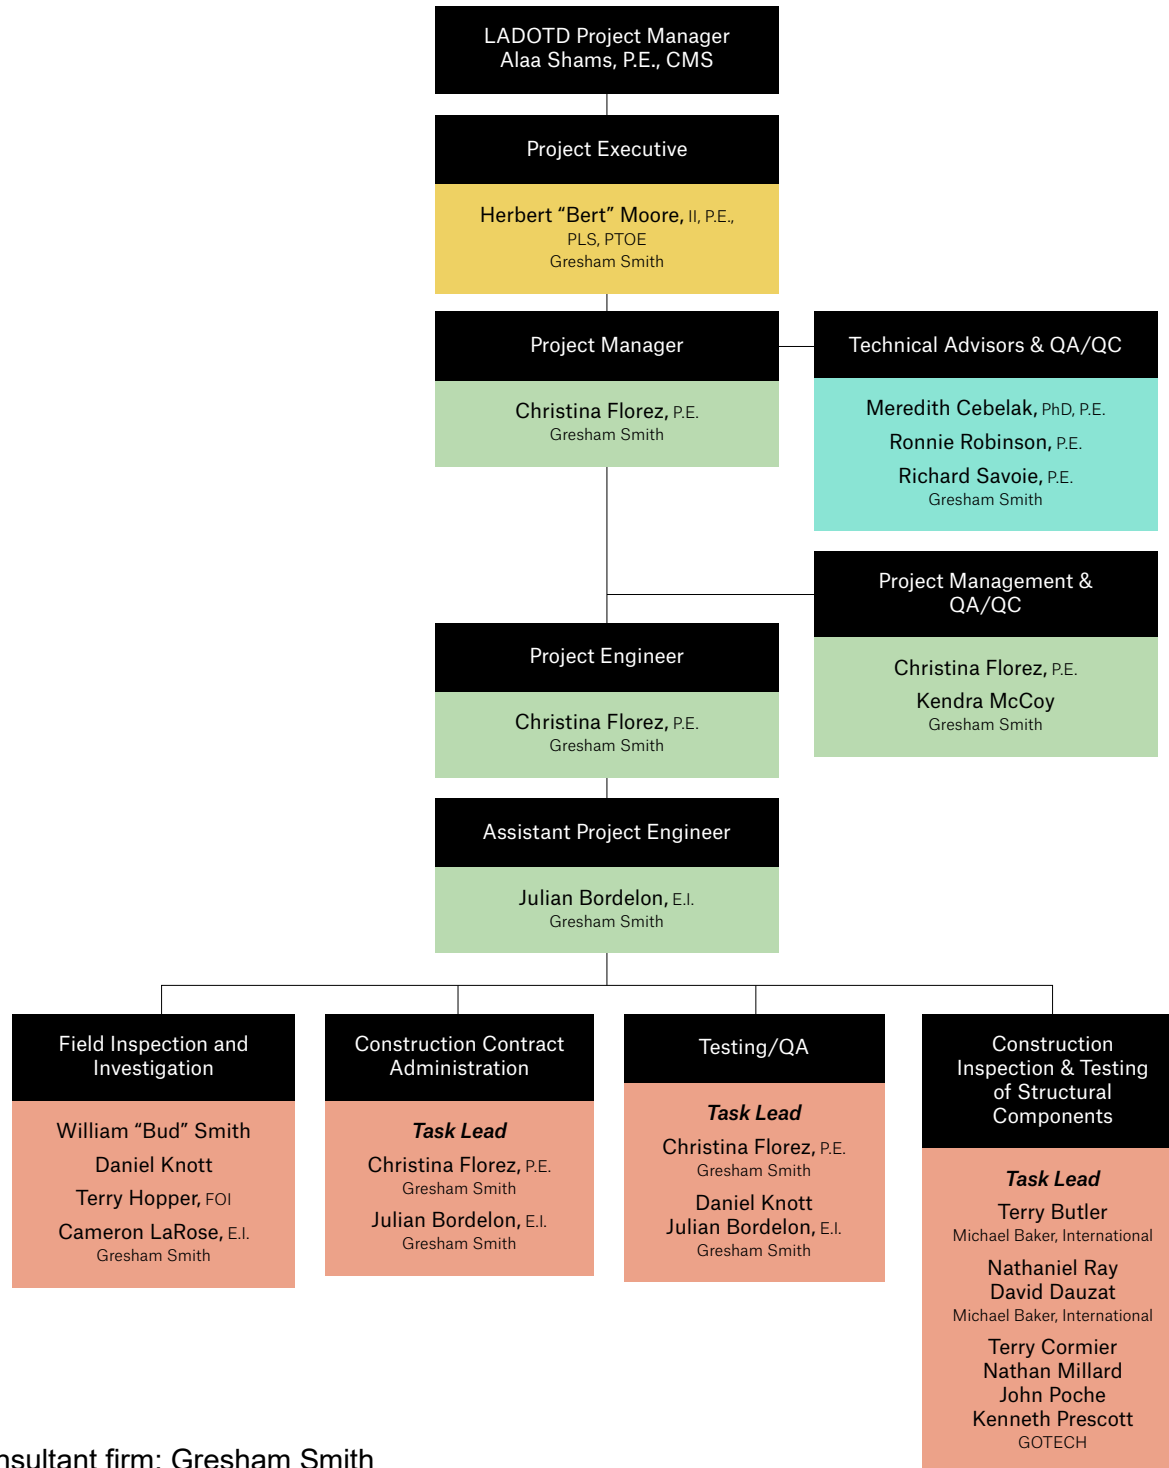 LADOTD Project Manager
Alaa Shams, P.E., CMS
Project Executive
Herbert “Bert” Moore, II, P.E.,
PLS, PTOE
Gresham Smith
Project Manager
Christina Florez, P.E.
Gresham Smith
Technical Advisors & QA/QC
Meredith Cebelak, PhD, P.E.
Ronnie Robinson, P.E.
Richard Savoie, P.E.
Gresham Smith
Project Management &
QA/QC
Christina Florez, P.E.
Kendra McCoy
Gresham Smith
Project Engineer
Christina Florez, P.E.
Gresham Smith
Assistant Project Engineer
Julian Bordelon, E.I.
Gresham Smith
Field Inspection and
Investigation
William “Bud” Smith
Daniel Knott
Terry Hopper, FOI
Cameron LaRose, E.I.
Gresham Smith
Construction Contract
Administration
Task Lead
Christina Florez, P.E.
Gresham Smith
Julian Bordelon, E.I.
Gresham Smith
Testing/QA
Task Lead
Christina Florez, P.E.
Gresham Smith
Daniel Knott
Julian Bordelon, E.I.
Gresham Smith
Construction
Inspection & Testing
of Structural
Components
Task Lead
Terry Butler
Michael Baker, International
Nathaniel Ray
David Dauzat
Michael Baker, International
Terry Cormier
Nathan Millard
John Poche
Kenneth Prescott
GOTECH
nsultant firm: Gresham Smith